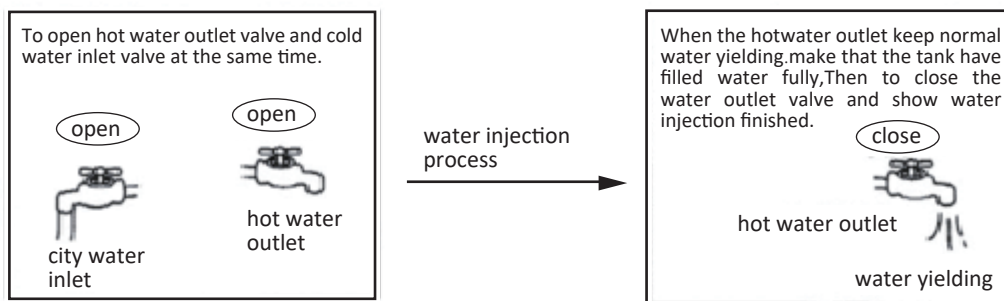 To open hot water outlet valve and cold
water inlet valve at the same time.
open
open
hot water
outlet
city water
inlet
water injection
process
When the hotwater outlet keep normal
water yielding.make that the tank have
filled water fully,Then to close the
water outlet valve and show water
injection finished.
close
hot water outlet
water yielding